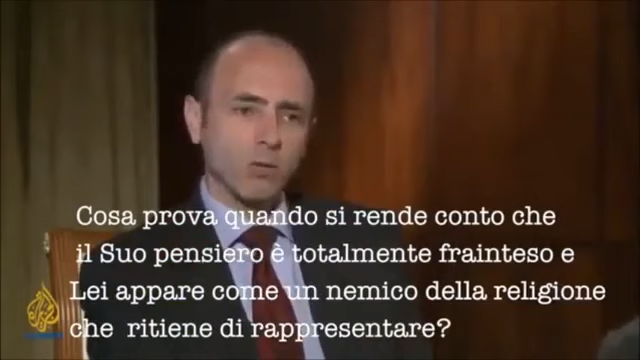 Cosa prova quando si rende conto che
il Suo pensiero è totalmente frainteso e
Lei appare come un nemico della religione
che ritiene di rappresentare?